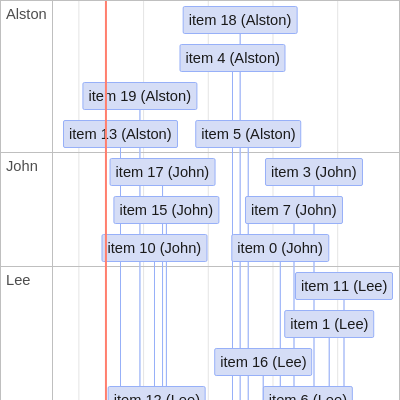 Alston
item 18 (Alston)
item 4 (Alston)
item 19 (Alston)
item 13 (Alston)
item 5 (Alston)
John
item 17 (John)
item 3 (John)
item 15 (John)
item 7 (John)
item 10 (John)
item 0 (John)
Lee
item 11 (Lee)
item 1 (Lee)
item 16 (Lee)
item 12 (Lee)
item 6 (Lee)